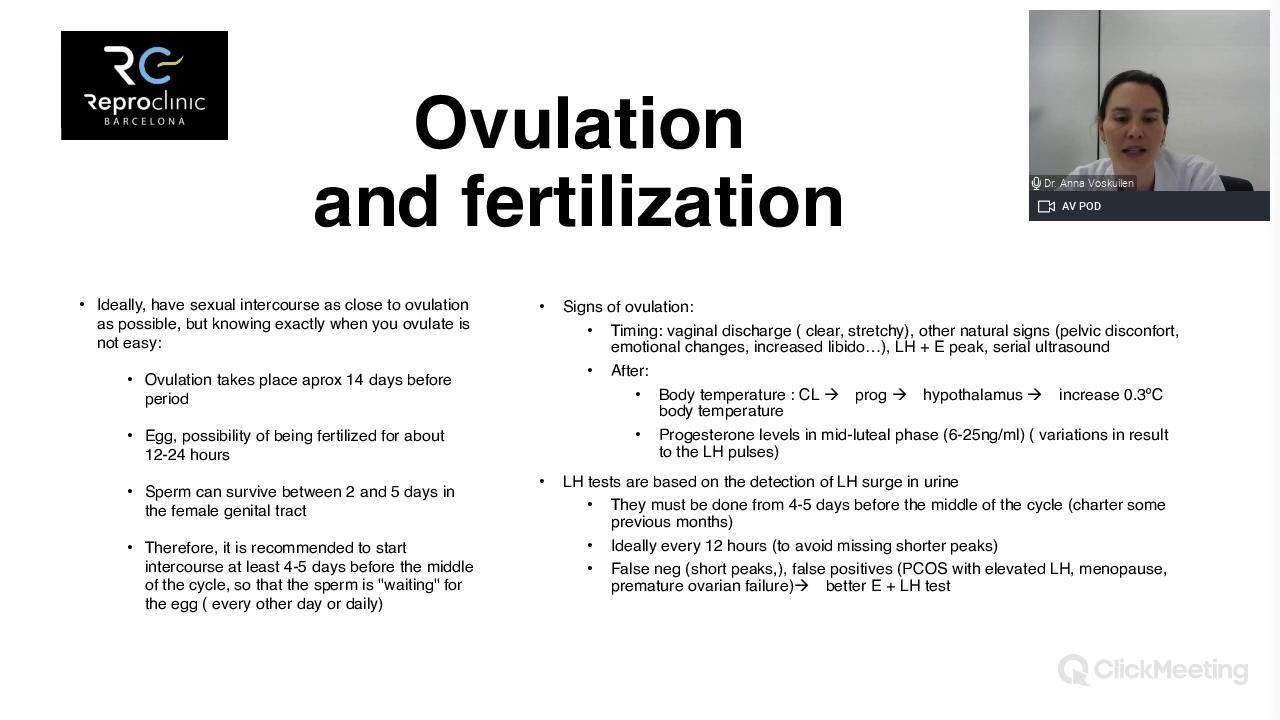 RC
Reproclinic
BARCELONA
Ovulation
and fertilization
Dr. Anna Voskuilen
AV POD
• Ideally, have sexual intercourse as close to ovulation
as possible, but knowing exactly when you ovulate is
not easy:
• Ovulation takes place aprox 14 days before
period
• Egg, possibility of being fertilized for about
12-24 hours
• Sperm can survive between 2 and 5 days in
the female genital tract
• Therefore, it is recommended to start
intercourse at least 4-5 days before the middle
of the cycle, so that the sperm is "waiting" for
the egg ( every other day or daily)
• Signs of ovulation:
• Timing: vaginal discharge ( clear, stretchy), other natural signs (pelvic disconfort,
emotional changes, increased libido…), LH + E peak, serial ultrasound
• After:
• Body temperature : CL → prog → hypothalamus → increase 0.3ºC
body temperature
• Progesterone levels in mid-luteal phase (6-25ng/ml) ( variations in result
to the LH pulses)
• LH tests are based on the detection of LH surge in urine
• They must be done from 4-5 days before the middle of the cycle (charter some
previous months)
• Ideally every 12 hours (to avoid missing shorter peaks)
• False neg (short peaks,), false positives (PCOS with elevated LH, menopause,
premature ovarian failure)→ better E + LH test
ClickMeeting